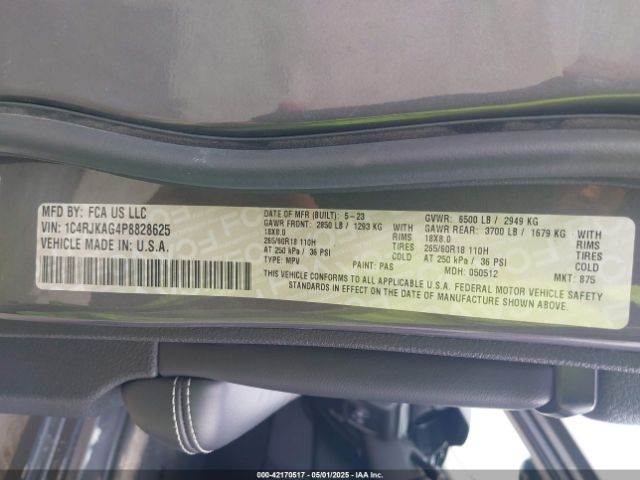 MFD BY: FCA US LLC
VIN: 1C4RJKAG4P8828625
VEHICLE MADE IN U.S.A.
DATE OF MFR (BUILT): 5-23
GAWR FRONT: 2850 LB / 1293 KG WITH
18X8.0 RIMS
265/60R18 110H TIRES
AT 250 kPa / 36 PSI COLD
TYPE: MPV PAINT: PAS
GVWR: 6500 LB / 2949 KG
GAWR REAR: 3700 LB / 1679 KG WITH
18X8.0 RIMS
265/60R18 110H TIRES
AT 250 kPa / 36 PSI COLD
MDH: 050512 MKT: 875
THIS VEHICLE CONFORMS TO ALL APPLICABLE U.S.A. FEDERAL MOTOR VEHICLE SAFETY
STANDARDS IN EFFECT ON THE DATE OF MANUFACTURE SHOWN ABOVE.
000-42170517 - 05/01/2025 - IAAI.COM